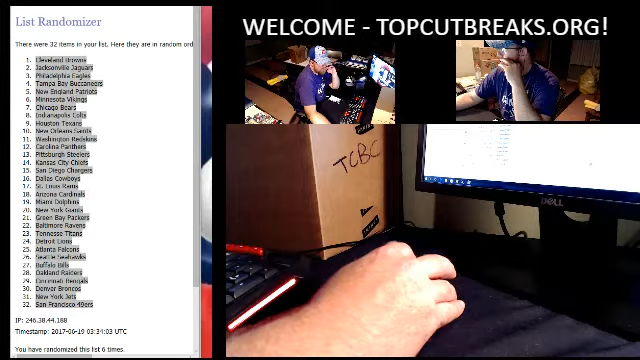 List Randomizer
WELCOME - TOPCUTBREAKS.ORG!
There were 32 items in your list. Here they are in random ord
1. Cleveland Browns
2. Jacksonville Jaguars
3. Philadelphia Eagles
4. Tampa Bay Buccaneers
5. New England Patriots
6. Minnesota Vikings
7. Chicago Bears
8. Indianapolis Colts
9. Houston Texans
10. New Orleans Saints
11. Washington Redskins
12. Carolina Panthers
13. Pittsburgh Steelers
14. Kansas City Chiefs
15. San Diego Chargers
16. Dallas Cowboys
17. St. Louis Rams
18. Arizona Cardinals
19. Miami Dolphins
20. New York Giants
21. Green Bay Packers
22. Baltimore Ravens
23. Tennesse Titans
24. Detroit Lions
25. Atlanta Falcons
26. Seattle Seahawks
27. Buffalo Bills
28. Oakland Raiders
29. Cincinnati Bengals
30. Denver Broncos
31. New York Jets
32. San Francisco 49ers
IP: 246.38.44.188
Timestamp: 2017-06-19 03:34:03 UTC
You have randomized this list 6 times.
TCBC
DELL